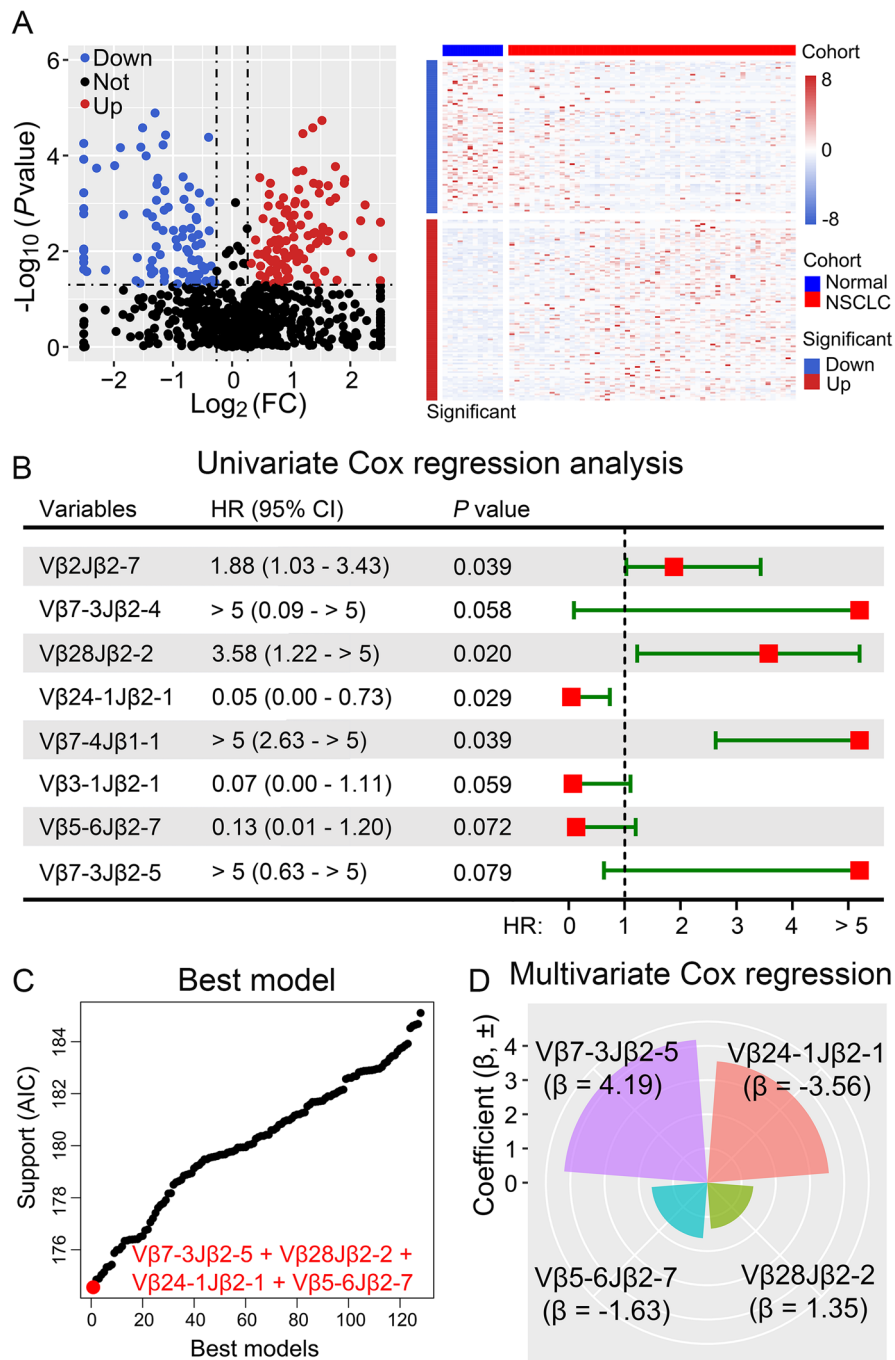 A
6
4
2
0
-Log10 (Pvalue)
Down
Not
Up
−2 −1 0 1 2
Log2 (FC)
Significant
Cohort
8
0
-8
Cohort
Normal
NSCLC
Significant
Down
Up
B Univariate Cox regression analysis
Variables HR (95% CI) P value
Vβ2Jβ2-7 1.88 (1.03 - 3.43) 0.039
Vβ7-3Jβ2-4 > 5 (0.09 - > 5) 0.058
Vβ28Jβ2-2 3.58 (1.22 - > 5) 0.020
Vβ24-1Jβ2-1 0.05 (0.00 - 0.73) 0.029
Vβ7-4Jβ1-1 > 5 (2.63 - > 5) 0.039
Vβ3-1Jβ2-1 0.07 (0.00 - 1.11) 0.059
Vβ5-6Jβ2-7 0.13 (0.01 - 1.20) 0.072
Vβ7-3Jβ2-5 > 5 (0.63 - > 5) 0.079
HR: 0 1 2 3 4 > 5
C Best model
Support (AIC)
184
182
180
178
176
Vβ7-3Jβ2-5 + Vβ28Jβ2-2 +
Vβ24-1Jβ2-1 + Vβ5-6Jβ2-7
0 20 40 60 80 100 120
Best models
D Multivariate Cox regression
Coefficient (β, ±)
4
3
2
1
0
Vβ7-3Jβ2-5
(β = 4.19)
Vβ24-1Jβ2-1
(β = -3.56)
Vβ5-6Jβ2-7
(β = -1.63)
Vβ28Jβ2-2
(β = 1.35)